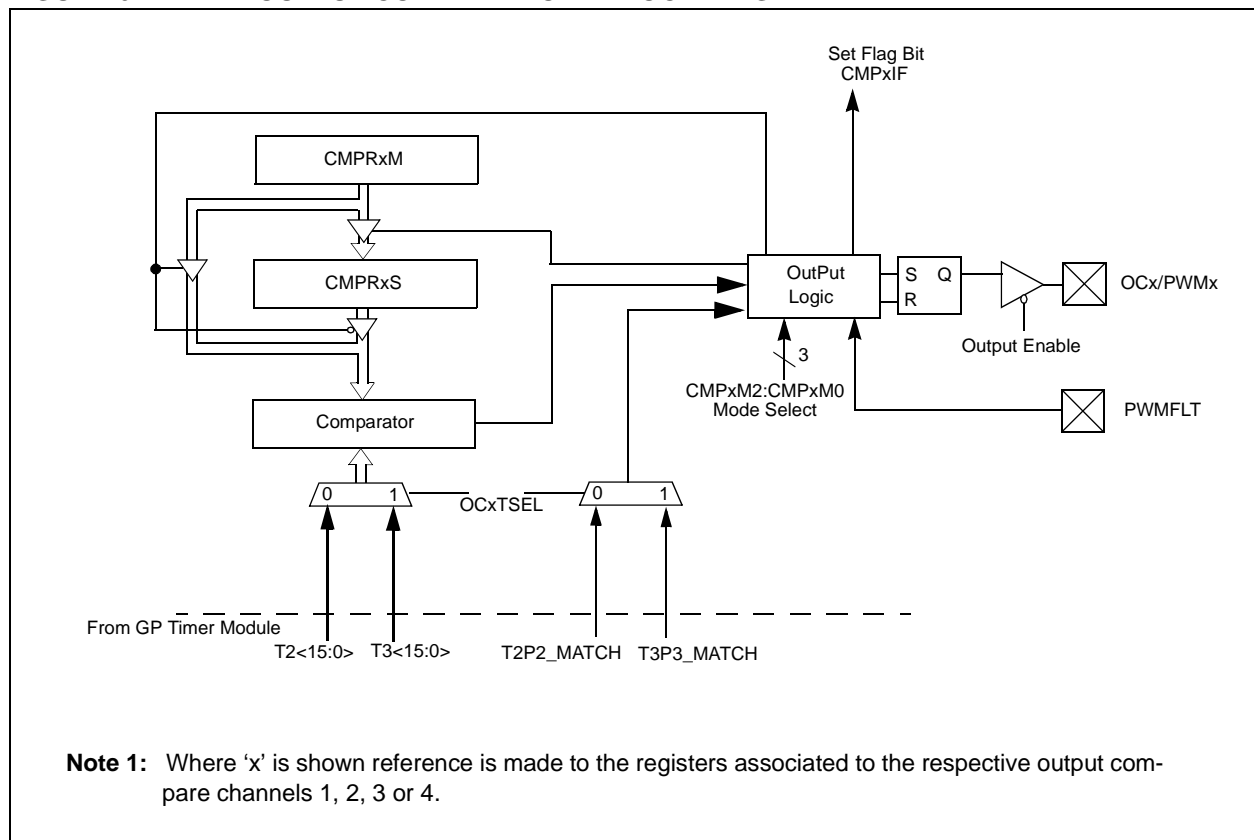 Set Flag Bit
CMPxIF
CMPRxM
CMPRxS
OutPut
Logic
S Q
R
OCx/PWMx
Output Enable
3
CMPxM2:CMPxM0
Mode Select
PWMFLT
Comparator
0 1
OCxTSEL
0 1
From GP Timer Module
T2<15:0> T3<15:0> T2P2_MATCH T3P3_MATCH
Note 1: Where ‘x’ is shown reference is made to the registers associated to the respective output com-
pare channels 1, 2, 3 or 4.